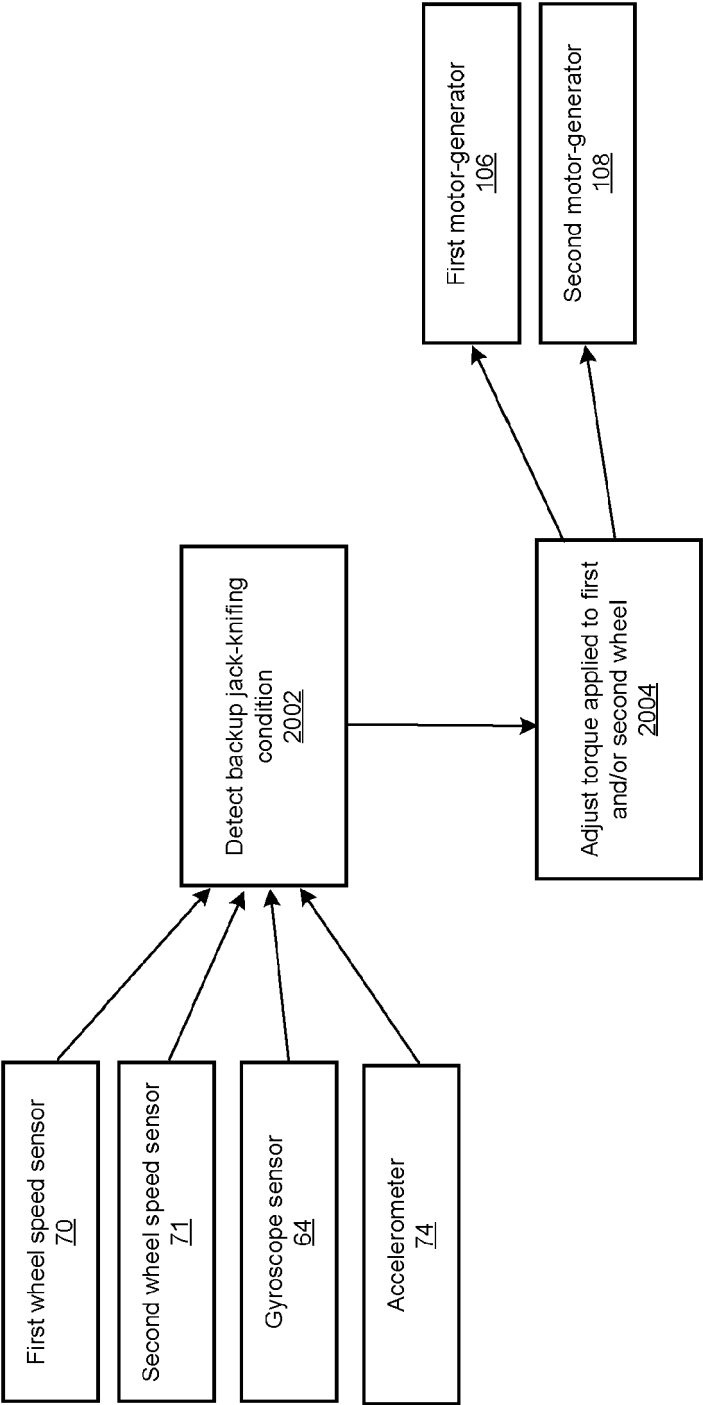 First wheel speed sensor
70
Second wheel speed sensor
71
Gyroscope sensor
64
Accelerometer
74
Detect backup jack-knifing
condition
2002
Adjust torque applied to first
and/or second wheel
2004
First motor-generator
106
Second motor-generator
108